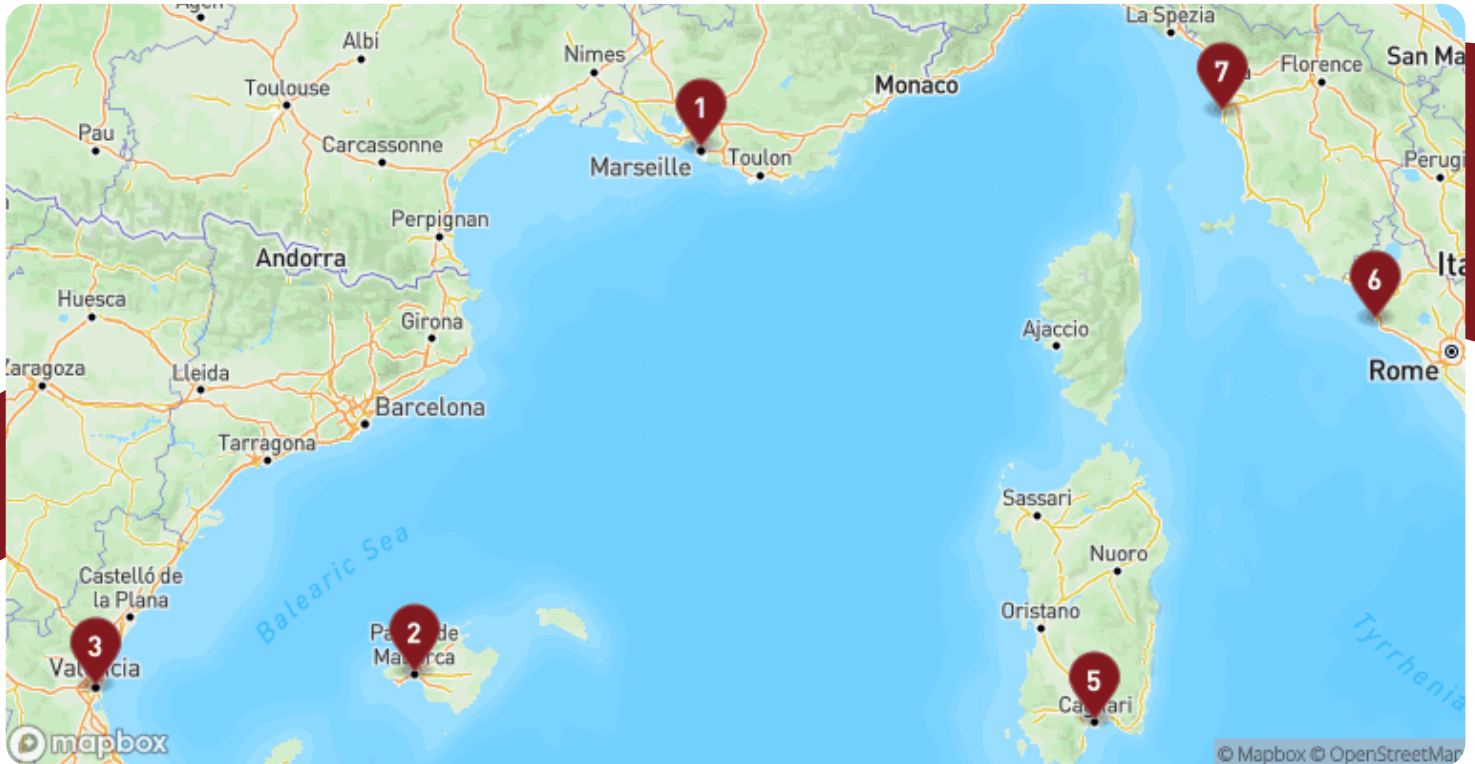 La Spezia
Albi
Nimes
7
Florence
San Ma
Toulouse
Monaco
1
Pau
Carcassonne
Marseille
Toulon
Perugi
Perpignan
Andorra
Ita
6
Huesca
Girona
Ajaccio
Zaragoza
Lleida
Rome
Barcelona
Tarragona
Sassari
Balearic Sea
Nuoro
Castelló de
la Plana
Oristano
Tyrrhenia
2
3
5
mapbox
© Mapbox © OpenStreetMap